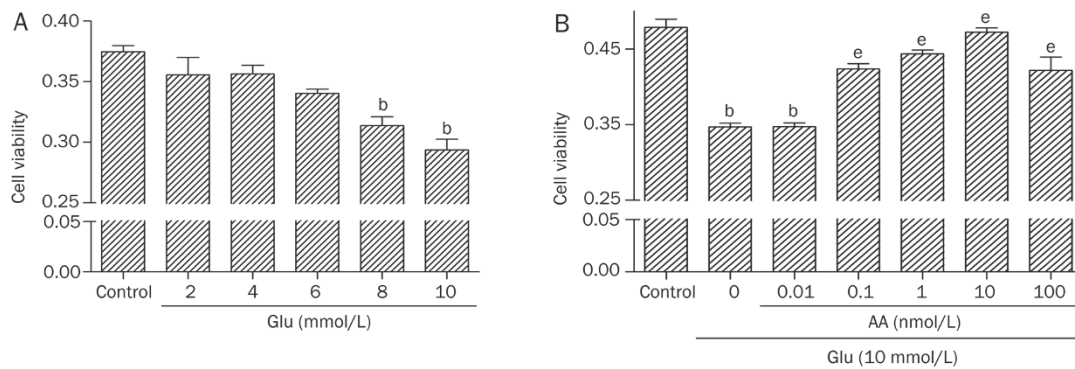 A
Cell viability
0.40
0.35
0.30
0.25
0.05
0.00
b b
Control 2 4 6 8 10
Glu (mmol/L)
B
Cell viability
0.45
0.35
0.25
0.05
0.00
b b e e e e
Control 0 0.01 0.1 1 10 100
AA (nmol/L)
Glu (10 mmol/L)